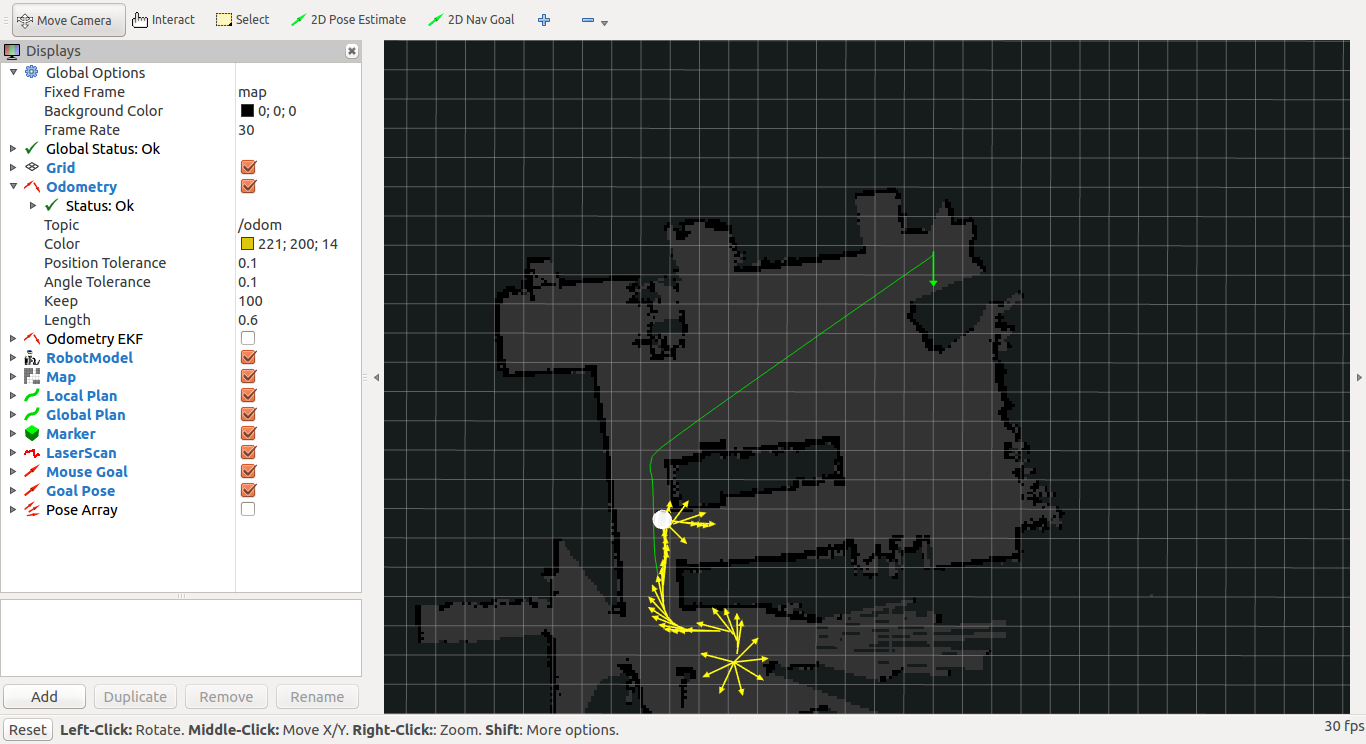 Move Camera Interact Select 2D Pose Estimate 2D Nav Goal
Displays
Global Options
Fixed Frame map
Background Color 0; 0; 0
Frame Rate 30
Global Status: Ok
Grid
Odometry
Status: Ok
Topic /odom
Color 221; 200; 14
Position Tolerance 0.1
Angle Tolerance 0.1
Keep 100
Length 0.6
Odometry EKF
RobotModel
Map
Local Plan
Global Plan
Marker
LaserScan
Mouse Goal
Goal Pose
Pose Array
Add Duplicate Remove Rename
Reset Left-Click: Rotate. Middle-Click: Move X/Y. Right-Click:: Zoom. Shift: More options. 30 fps